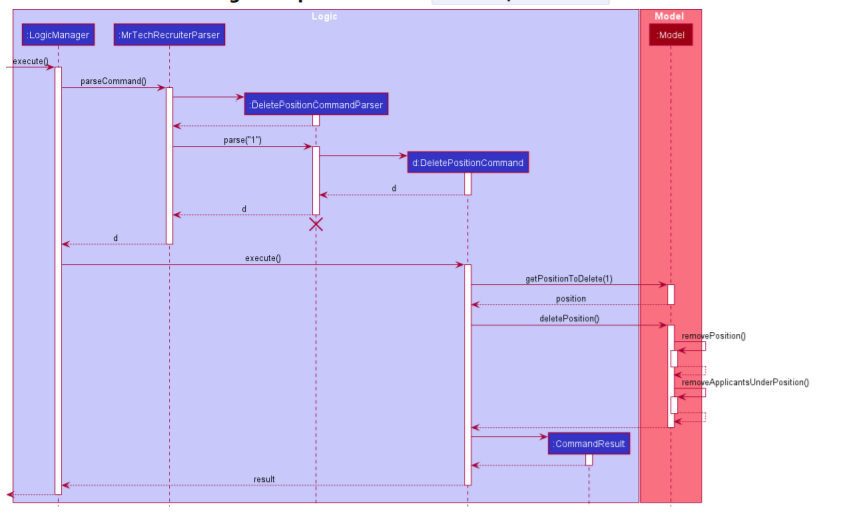 Logic
Model
:LogicManager
:MrTechRecruiterParser
:Model
execute()
parseCommand()
:DeletePositionCommandParser
parse("1")
d:DeletePositionCommand
d
d
d
execute()
getPositionToDelete(1)
position
deletePosition()
removePosition()
removeApplicantsUnderPosition()
:CommandResult
result